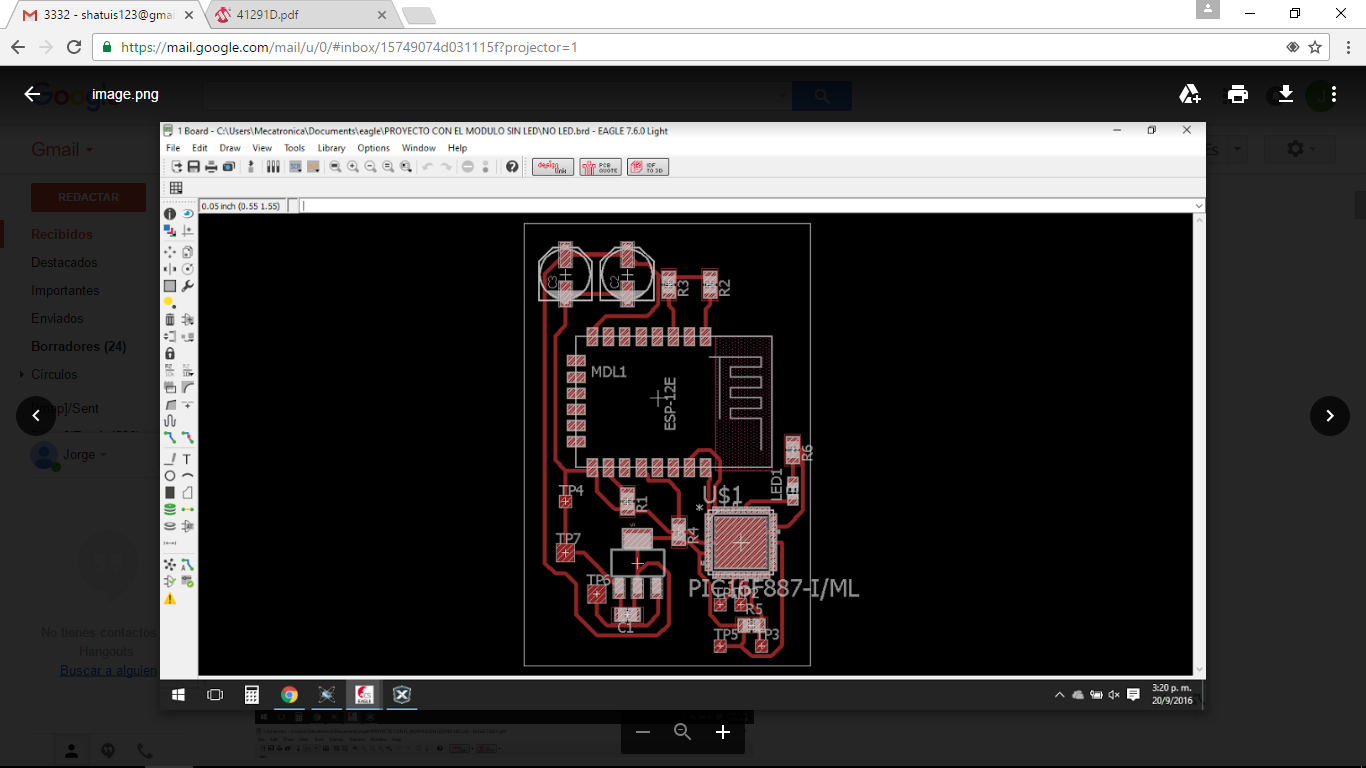 3332 - shatuis123@gma
41291D.pdf
https://mail.google.com/mail/u/0/#inbox/15749074d031115f?projector=1
image.png
Gmail
REDACTAR
Recibidos
Destacados
Importantes
Enviados
Borradores (24)
Círculos
]/Sent
Jorge
No tienes contactos
Hangouts
Buscar a alguien
1 Board - C:\Users\Mecatronica\Documents\eagle\PROYECTO CON EL MODULO SIN LED\NO LED.brd - EAGLE 7.6.0 Light
File Edit Draw View Tools Library Options Window Help
design link
PCB QUOTE
IDF TO 3D
0.05 inch (0.55 1.55)
C3
C2
R3
R2
MDL1
ESP-12E
R6
LED1
TP4
R1
U$1
*
R4
TP7
TP6
PIC16F887-I/ML
R5
C1
TP5
TP3
3:20 p. m.
20/9/2016